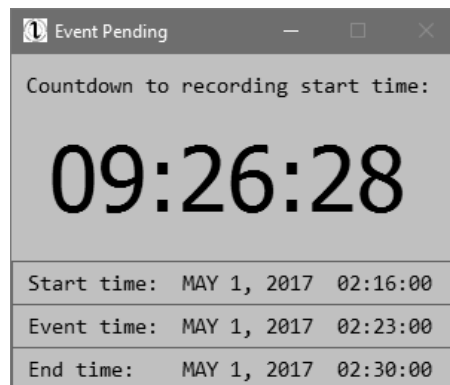 Event Pending
Countdown to recording start time:
09:26:28
Start time: MAY 1, 2017 02:16:00
Event time: MAY 1, 2017 02:23:00
End time: MAY 1, 2017 02:30:00